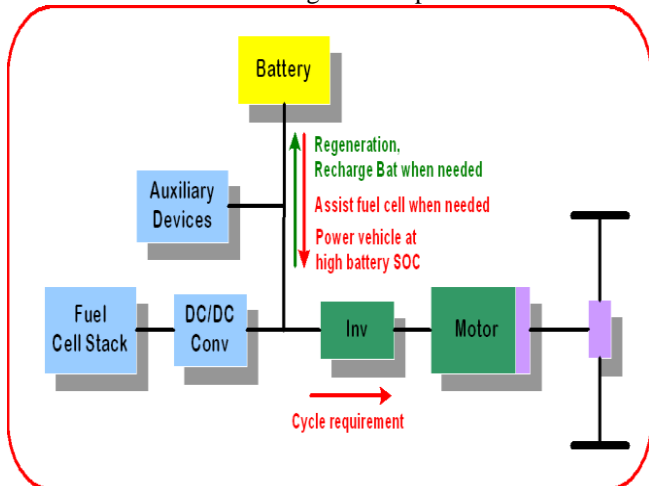 Battery
Regeneration,
Recharge Bat when needed
Auxiliary
Devices
Assist fuel cell when needed
Power vehicle at
high battery SOC
Fuel
Cell Stack
DC/DC
Conv
Inv
Motor
Cycle requirement